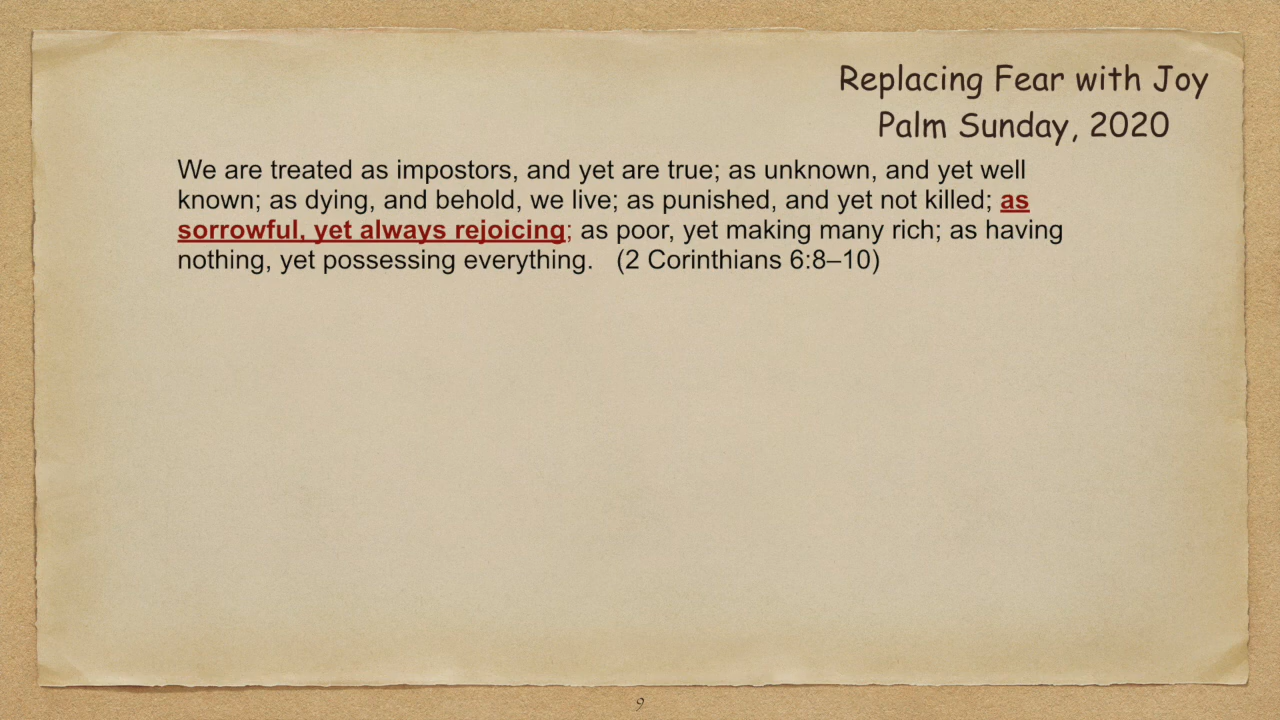 Replacing Fear with Joy
Palm Sunday, 2020
We are treated as impostors, and yet are true; as unknown, and yet well
known; as dying, and behold, we live; as punished, and yet not killed; as
sorrowful, yet always rejoicing; as poor, yet making many rich; as having
nothing, yet possessing everything. (2 Corinthians 6:8–10)
9